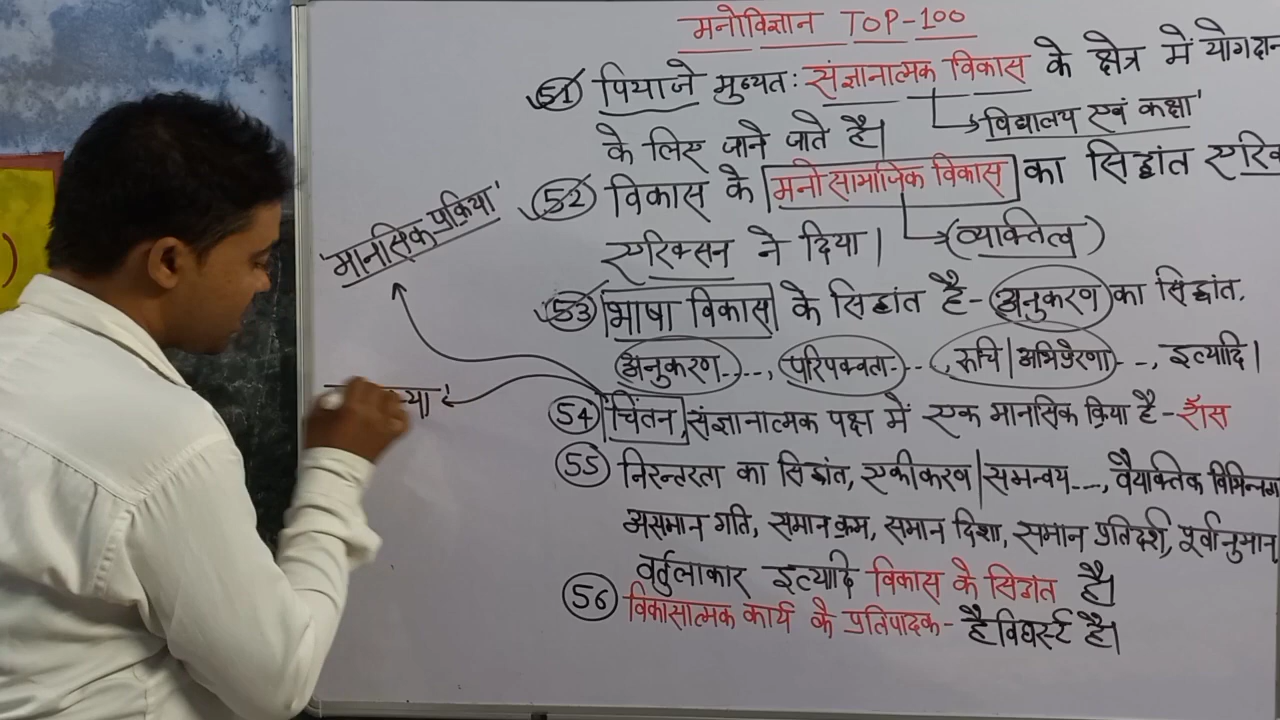 मनोविज्ञान TOP-100
51 पियाजे मुख्यत: संज्ञानात्मक विकास के क्षेत्र में योगदान
विद्यालय एवं कक्षा'
के लिए जाने जाते है।
52 विकास के मनोसामाजिक विकास का सिद्धांत एरिक
एरिक्सन ने दिया। (व्यक्तित्व)
'मानसिक प्रक्रिया'
53 भाषा विकास के सिद्धांत है - अनुकरण का सिद्धांत,
अनुकरण..., परिपक्वता..., रुचि|अभिप्रेरणा..., इत्यादि।
54 चिंतन, संज्ञानात्मक पक्ष में एक मानसिक क्रिया है - रॉस
55 निरन्तरता का सिद्धांत, एकीकरण|समन्वय..., वैयक्तिक विभिन्नता
असमान गति, समान क्रम, समान दिशा, समान प्रतिदर्श, पूर्वानुमान,
वर्तुलाकार इत्यादि विकास के सिद्धांत है।
56 विकासात्मक कार्य के प्रतिपादक - हैविघर्स्ट है।